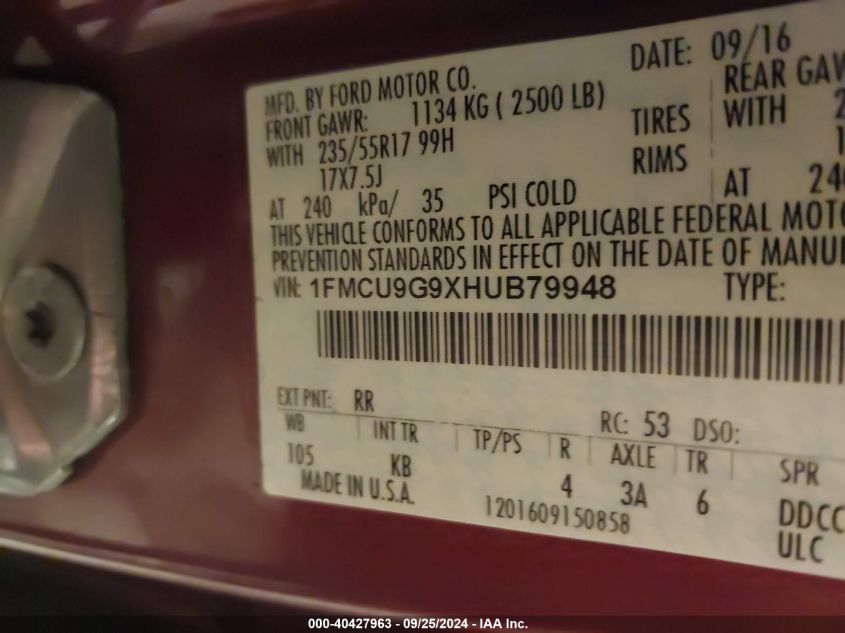 DATE: 09/16
MFD. BY FORD MOTOR CO.
FRONT GAWR: 1134 KG ( 2500 LB) REAR GAW
WITH 235/55R17 99H TIRES WITH 2
17X7.5J RIMS 1
AT 240 kPa/ 35 PSI COLD AT 240
THIS VEHICLE CONFORMS TO ALL APPLICABLE FEDERAL MOTO
PREVENTION STANDARDS IN EFFECT ON THE DATE OF MANU
VIN: 1FMCU9G9XHUB79948 TYPE:
EXT PNT: RR RC: 53 DSO:
WB INT TR TP/PS R AXLE TR SPR
105 KB 4 3A 6 DDCC
MADE IN U.S.A. 1201609150858 ULC
000-40427963 - 09/25/2024 - IAA Inc.